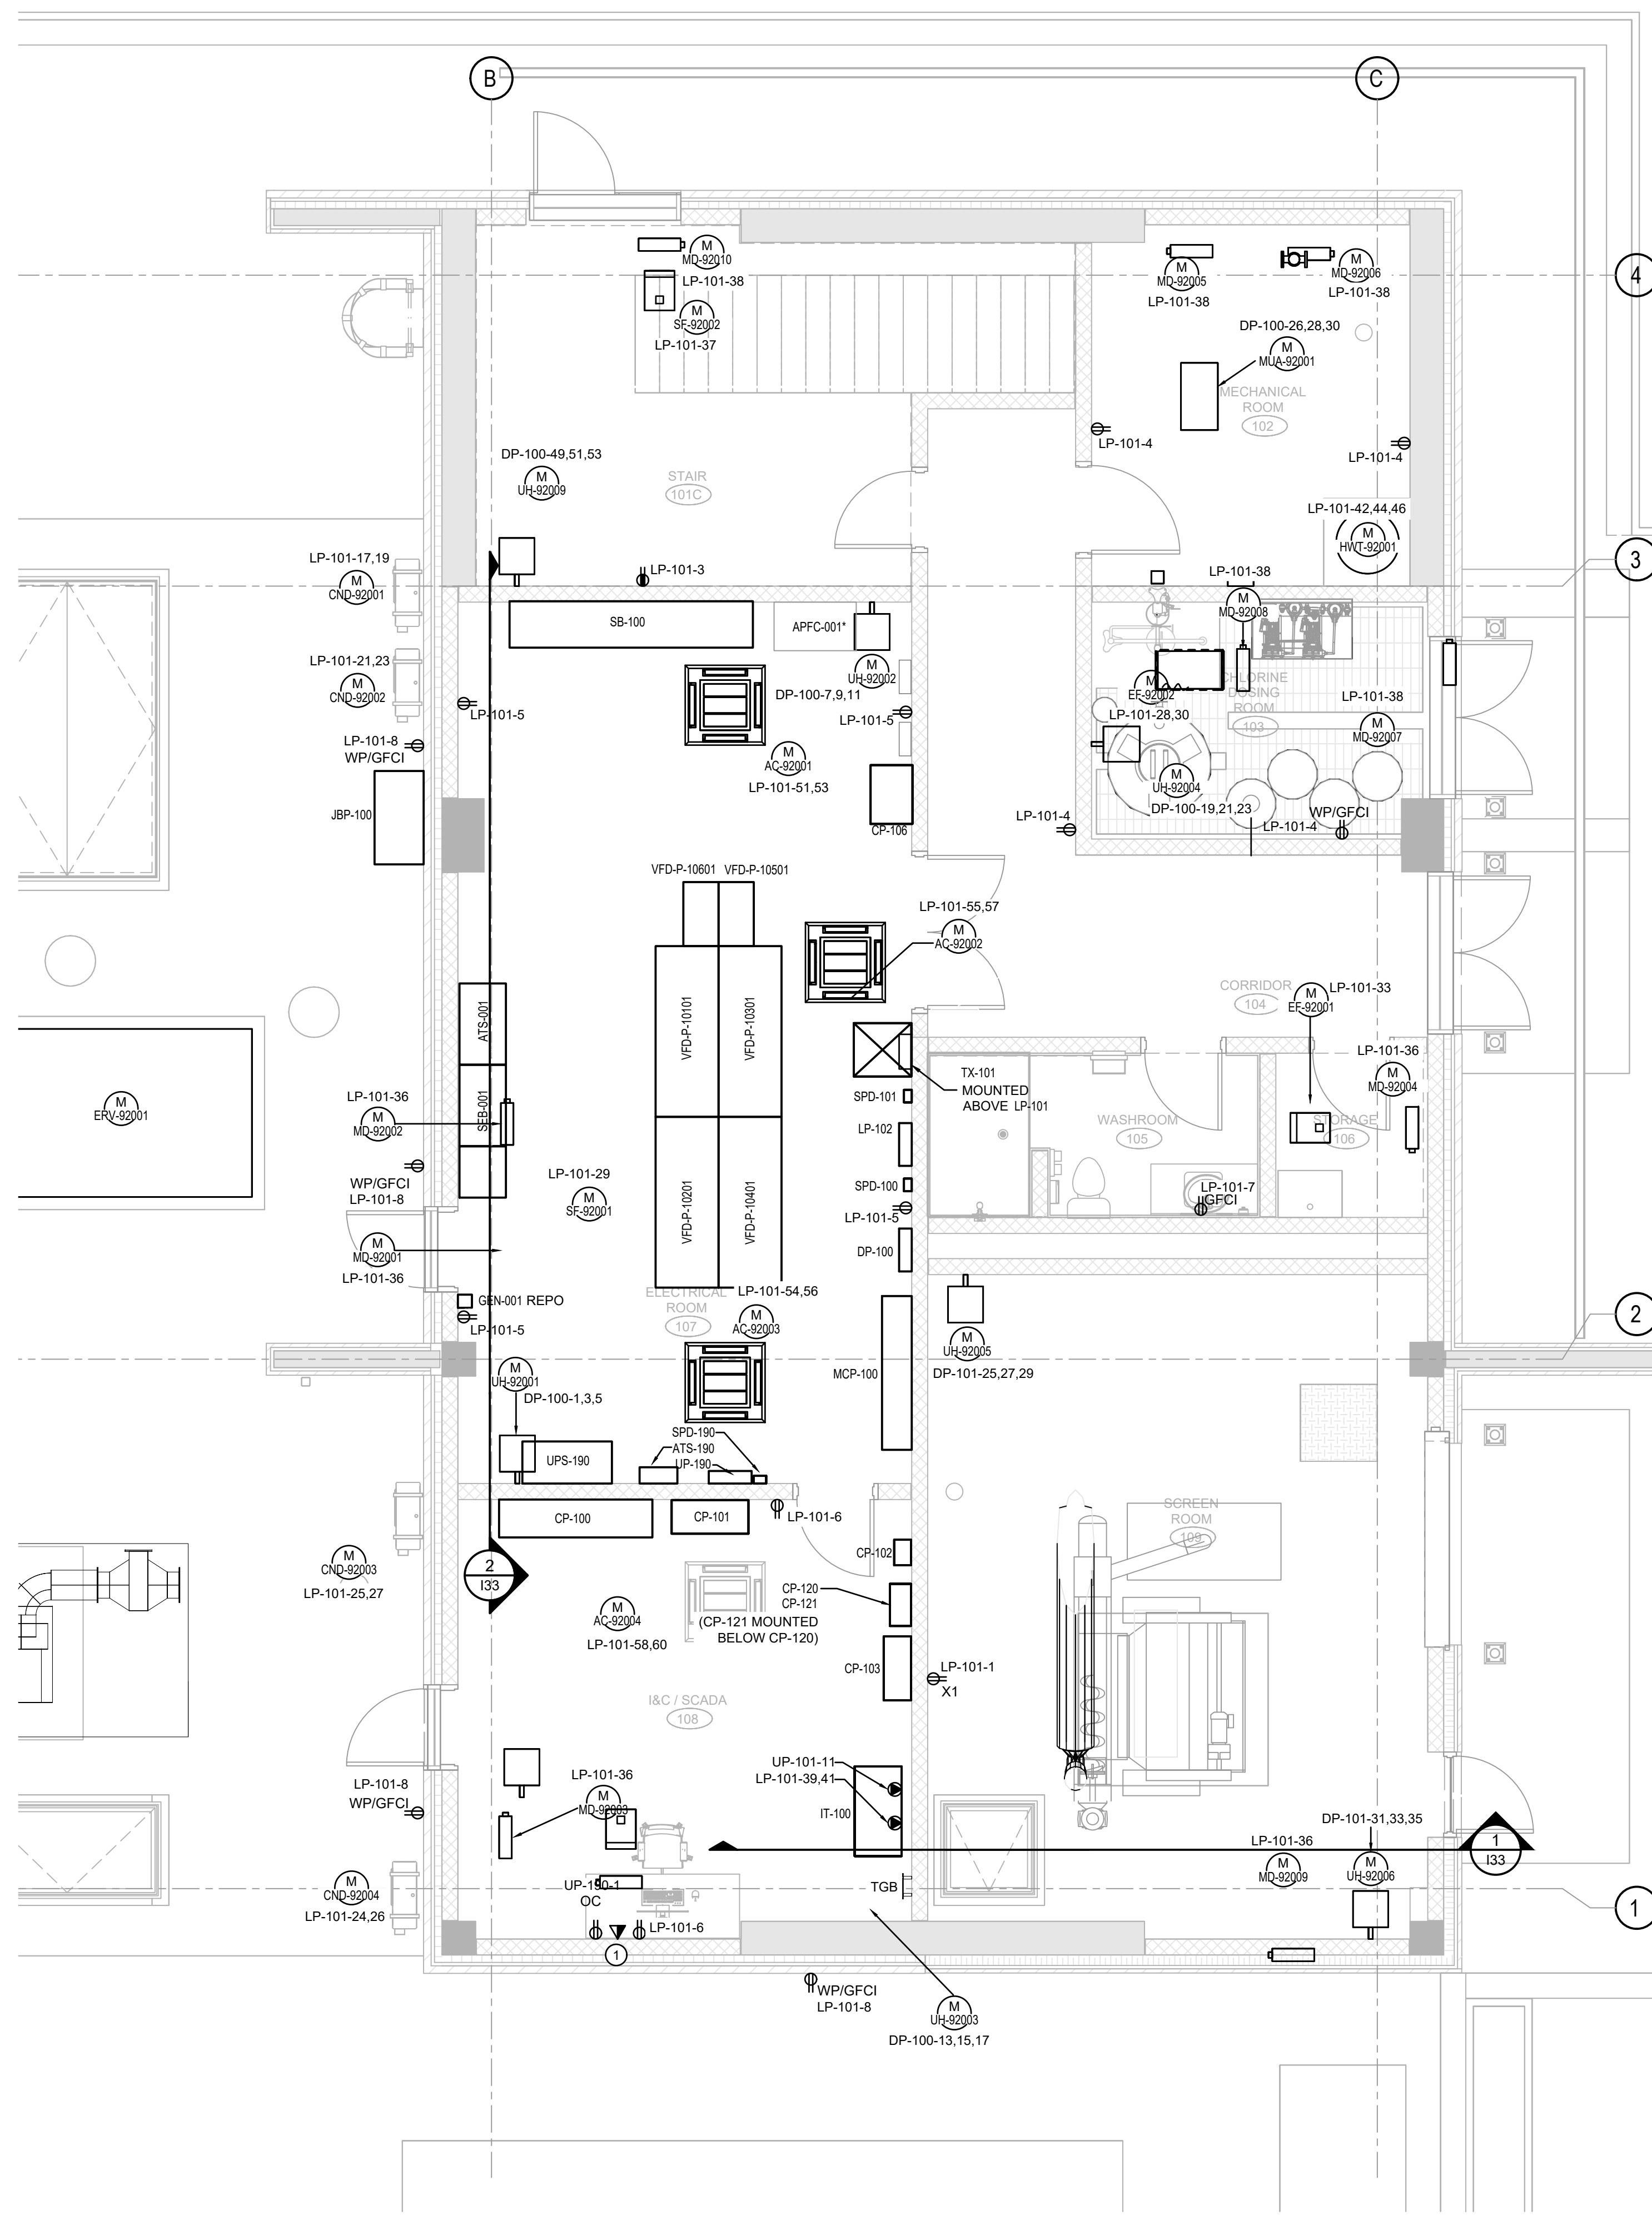 B
C
4
M
MD-92010
LP-101-38
M
SF-92002
LP-101-37
M
MD-92005
LP-101-38
M
MD-92006
LP-101-38
DP-100-26,28,30
M
MUA-92001
MECHANICAL
ROOM
102
LP-101-4
LP-101-4
DP-100-49,51,53
M
UH-92009
STAIR
101C
LP-101-42,44,46
M
HWT-92001
3
LP-101-17,19
M
CND-92001
LP-101-3
LP-101-38
M
MD-92008
SB-100
APFC-001*
M
UH-92002
DP-100-7,9,11
LP-101-21,23
M
CND-92002
LP-101-5
LP-101-5
M
EF-92002
LP-101-28,30
CHLORINE
DOSING
ROOM
103
LP-101-38
M
MD-92007
LP-101-8
WP/GFCI
M
AC-92001
LP-101-51,53
M
UH-92004
DP-100-19,21,23
JBP-100
CP-106
LP-101-4
WP/GFCI
LP-101-4
VFD-P-10601
VFD-P-10501
LP-101-55,57
M
AC-92002
VFD-P-10101
VFD-P-10301
ATS-001
CORRIDOR
104
M
EF-92001
LP-101-33
LP-101-36
M
MD-92004
TX-101
MOUNTED
ABOVE LP-101
M
ERV-92001
LP-101-36
M
MD-92002
SEB-001
SPD-101
LP-102
WASHROOM
105
STORAGE
106
WP/GFCI
LP-101-8
LP-101-29
M
SF-92001
VFD-P-10201
VFD-P-10401
SPD-100
LP-101-5
LP-101-7
GFCI
M
MD-92001
LP-101-36
DP-100
GEN-001 REPO
LP-101-5
ELECTRICAL
ROOM
107
LP-101-54,56
M
AC-92003
2
M
UH-92005
DP-101-25,27,29
M
UH-92001
DP-100-1,3,5
MCP-100
SPD-190
ATS-190
UP-190
UPS-190
CP-100
CP-101
LP-101-6
SCREEN
ROOM
109
M
CND-92003
LP-101-25,27
2
I33
CP-102
CP-120
CP-121
M
AC-92004
LP-101-58,60
(CP-121 MOUNTED
BELOW CP-120)
CP-103
LP-101-1
X1
I&C / SCADA
108
UP-101-11
LP-101-39,41
IT-100
LP-101-8
WP/GFCI
LP-101-36
M
MD-92003
DP-101-31,33,35
LP-101-36
M
MD-92009
M
UH-92006
1
I33
M
CND-92004
LP-101-24,26
UP-190-1
OC
LP-101-6
1
TGB
1
WP/GFCI
LP-101-8
M
UH-92003
DP-100-13,15,17